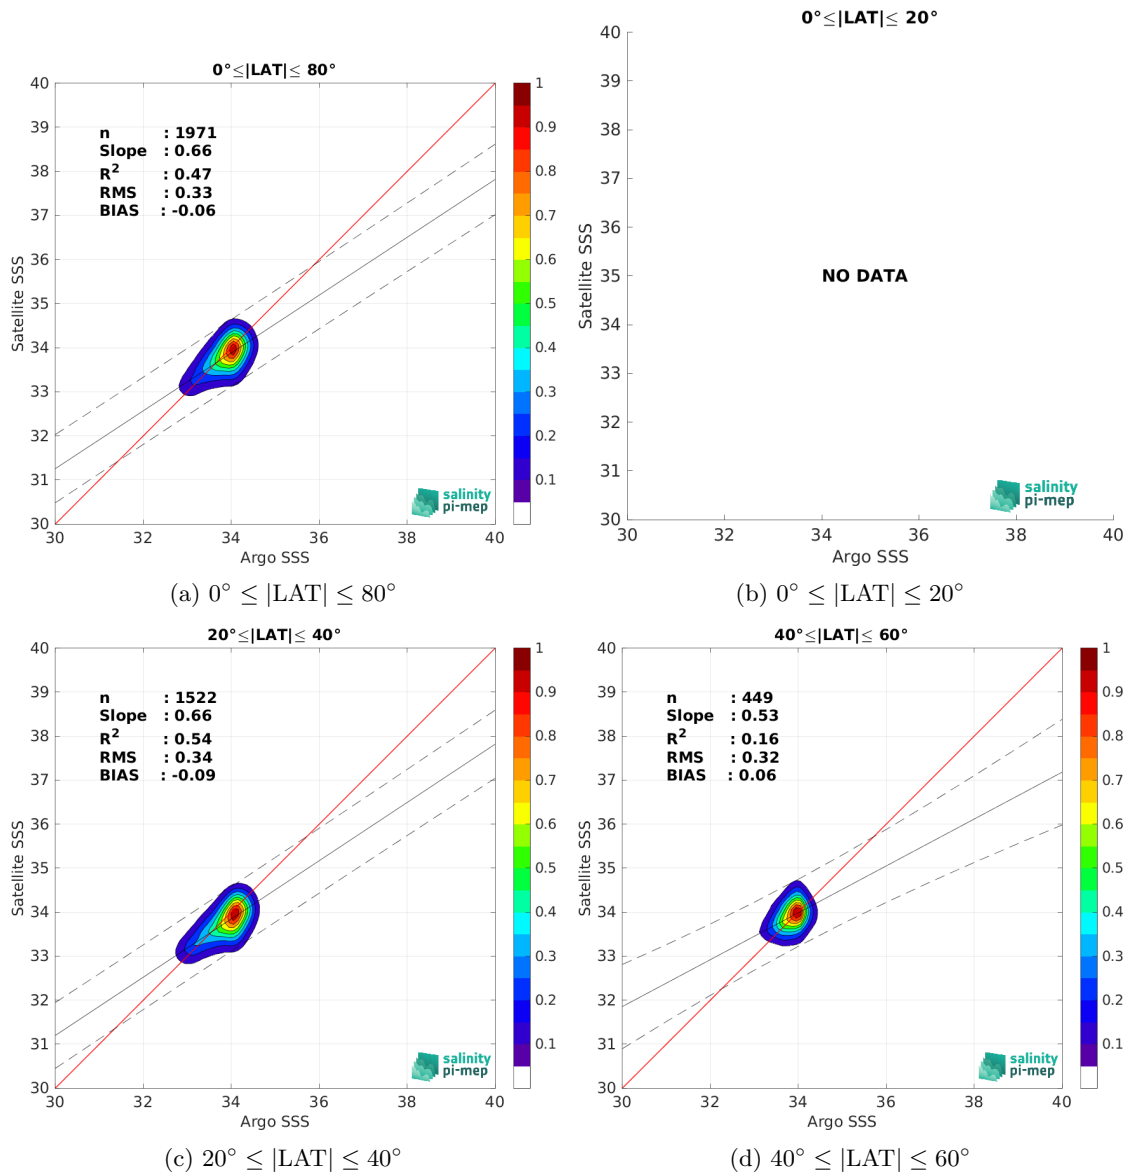 0°≤|LAT|≤ 80°
40
39
38
37
36
35
34
33
32
31
30
n : 1971
Slope : 0.66
R² : 0.47
RMS : 0.33
BIAS : -0.06
1
0.9
0.8
0.7
0.6
0.5
0.4
0.3
0.2
0.1
Satellite SSS
salinity
pi-mep
30 32 34 36 38 40
Argo SSS
(a) 0° ≤ |LAT| ≤ 80°
0°≤|LAT|≤ 20°
40
39
38
37
36
35
34
33
32
31
30
Satellite SSS
NO DATA
salinity
pi-mep
30 32 34 36 38 40
Argo SSS
(b) 0° ≤ |LAT| ≤ 20°
20°≤|LAT|≤ 40°
40
39
38
37
36
35
34
33
32
31
30
n : 1522
Slope : 0.66
R² : 0.54
RMS : 0.34
BIAS : -0.09
1
0.9
0.8
0.7
0.6
0.5
0.4
0.3
0.2
0.1
Satellite SSS
salinity
pi-mep
30 32 34 36 38 40
Argo SSS
(c) 20° ≤ |LAT| ≤ 40°
40°≤|LAT|≤ 60°
40
39
38
37
36
35
34
33
32
31
30
n : 449
Slope : 0.53
R² : 0.16
RMS : 0.32
BIAS : 0.06
1
0.9
0.8
0.7
0.6
0.5
0.4
0.3
0.2
0.1
Satellite SSS
salinity
pi-mep
30 32 34 36 38 40
Argo SSS
(d) 40° ≤ |LAT| ≤ 60°